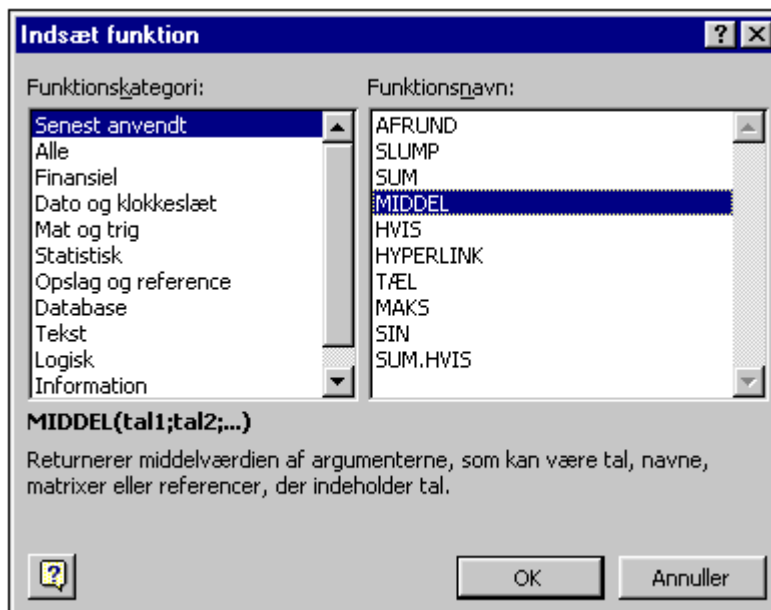 Indsæt funktion
Funktionskategori:
Senest anvendt
Alle
Finansiel
Dato og klokkeslæt
Mat og trig
Statistisk
Opslag og reference
Database
Tekst
Logisk
Information
Funktionsnavn:
AFRUND
SLUMP
SUM
MIDDEL
HVIS
HYPERLINK
TÆL
MAKS
SIN
SUM.HVIS
MIDDEL(tal1;tal2;...)
Returnerer middelværdien af argumenterne, som kan være tal, navne,
matrixer eller referencer, der indeholder tal.
OK
Annuller